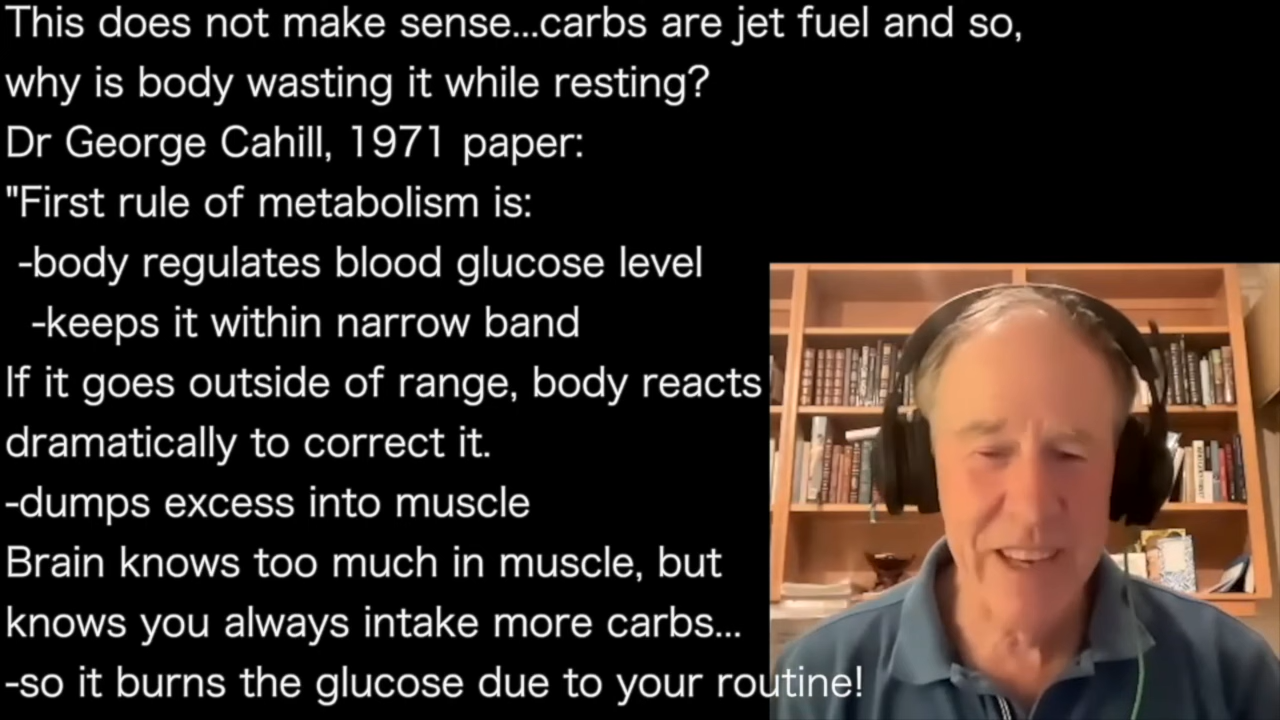 This does not make sense...carbs are jet fuel and so,
why is body wasting it while resting?
Dr George Cahill, 1971 paper:
"First rule of metabolism is:
-body regulates blood glucose level
-keeps it within narrow band
If it goes outside of range, body reacts
dramatically to correct it.
-dumps excess into muscle
Brain knows too much in muscle, but
knows you always intake more carbs...
-so it burns the glucose due to your routine!